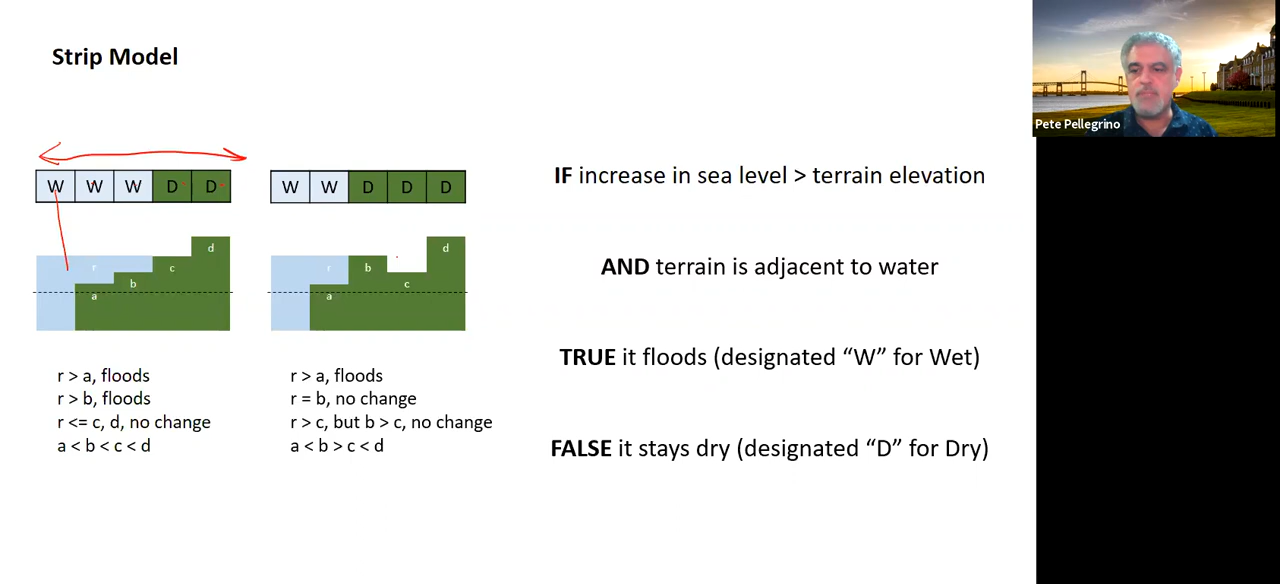 Strip Model
Pete Pellegrino
W W W D D
W W D D D
IF increase in sea level > terrain elevation
d
r
c
b
a
d
r
b
c
a
AND terrain is adjacent to water
TRUE it floods (designated “W” for Wet)
r > a, floods
r > b, floods
r <= c, d, no change
a < b < c < d
r > a, floods
r = b, no change
r > c, but b > c, no change
a < b > c < d
FALSE it stays dry (designated “D” for Dry)